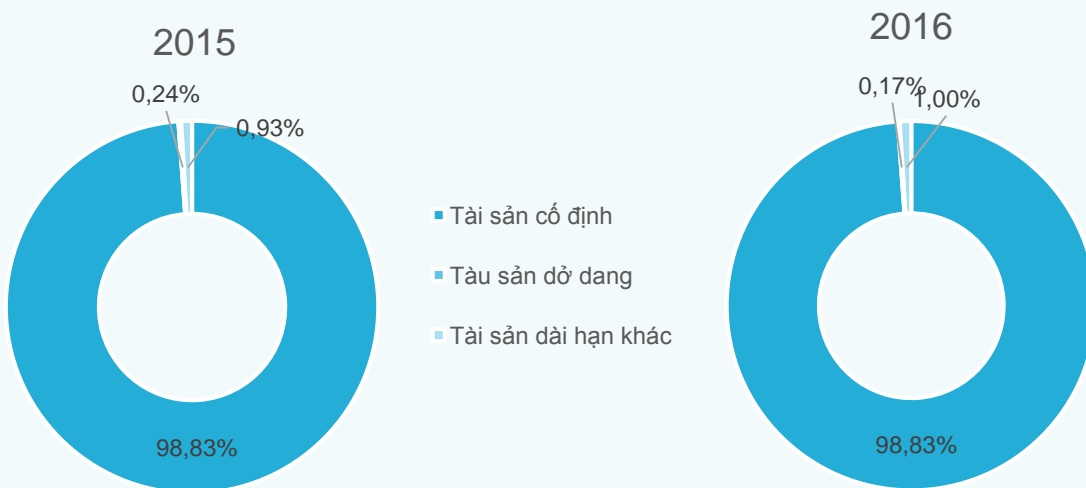 2015
0,24%
0,93%
98,83%
Tài sản cố định
Tàu sản dở dang
Tài sản dài hạn khác
2016
0,17%
1,00%
98,83%